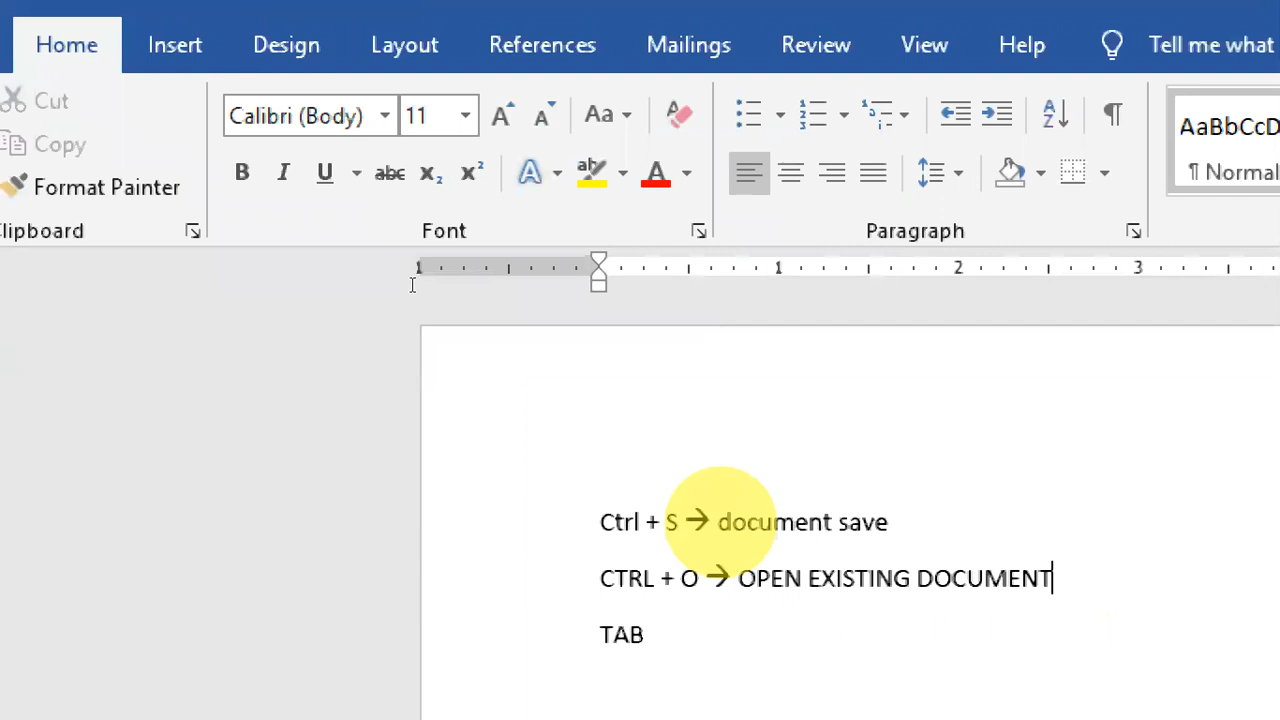 Home Insert Design Layout References Mailings Review View Help Tell me what
Cut
Copy
Format Painter
lipboard
Calibri (Body) 11 Aa
B I U abc x₂ x² A ab A
Font
A Z ¶
Paragraph
AaBbCcD
¶ Normal
1 1 2 3
Ctrl + S → document save
CTRL + O → OPEN EXISTING DOCUMENT
TAB